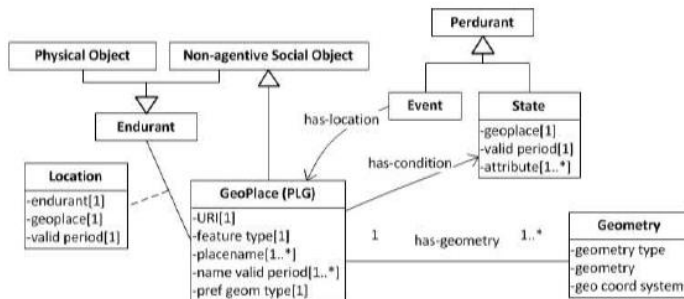 Perdurant
Physical Object
Non-agentive Social Object
Endurant
Event
State
-geoplace[1]
-valid period[1]
-attribute[1..*]
has-location
has-condition
Location
-endurant[1]
-geoplace[1]
-valid period[1]
GeoPlace (PLG)
-URI[1]
-feature type[1]
-placename[1..*]
-name valid period[1..*]
-pref geom type[1]
1
has-geometry
1..*
Geometry
-geometry type
-geometry
-geo coord system